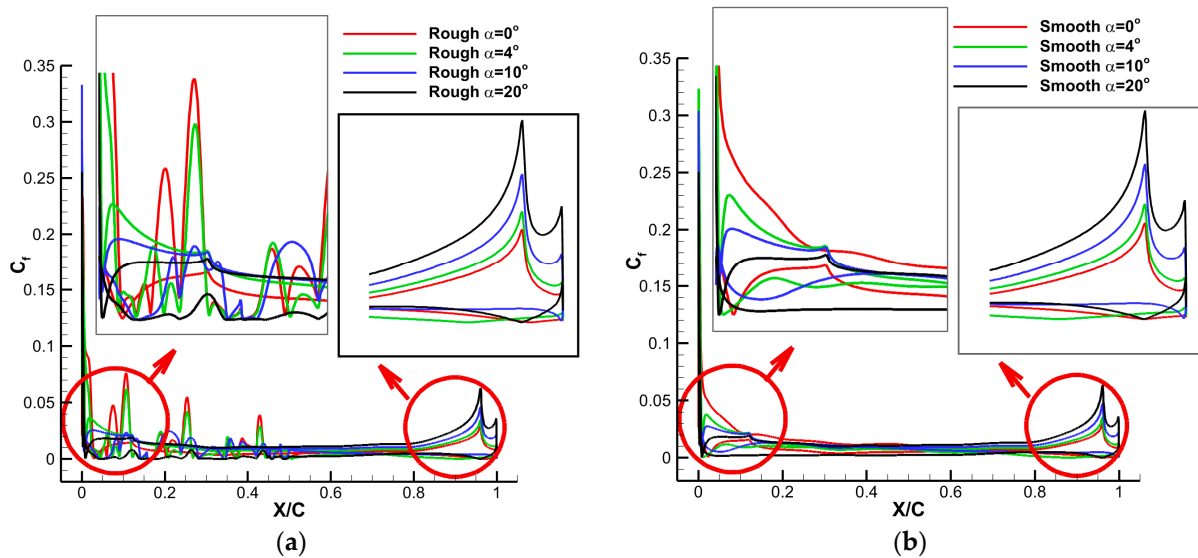 Rough α=0°
Rough α=4°
Rough α=10°
Rough α=20°
0.35
0.3
0.25
0.2
0.15
0.1
0.05
0
Cf
0
0.2
0.4
0.6
0.8
1
X/C
(a)
Smooth α=0°
Smooth α=4°
Smooth α=10°
Smooth α=20°
0.35
0.3
0.25
0.2
0.15
0.1
0.05
0
Cf
0
0.2
0.4
0.6
0.8
1
X/C
(b)